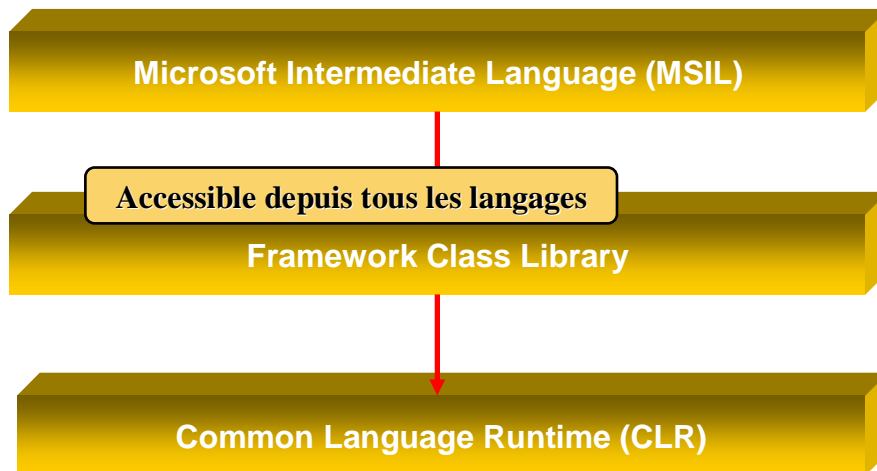 Microsoft Intermediate Language (MSIL)
Accessible depuis tous les langages
Framework Class Library
Common Language Runtime (CLR)